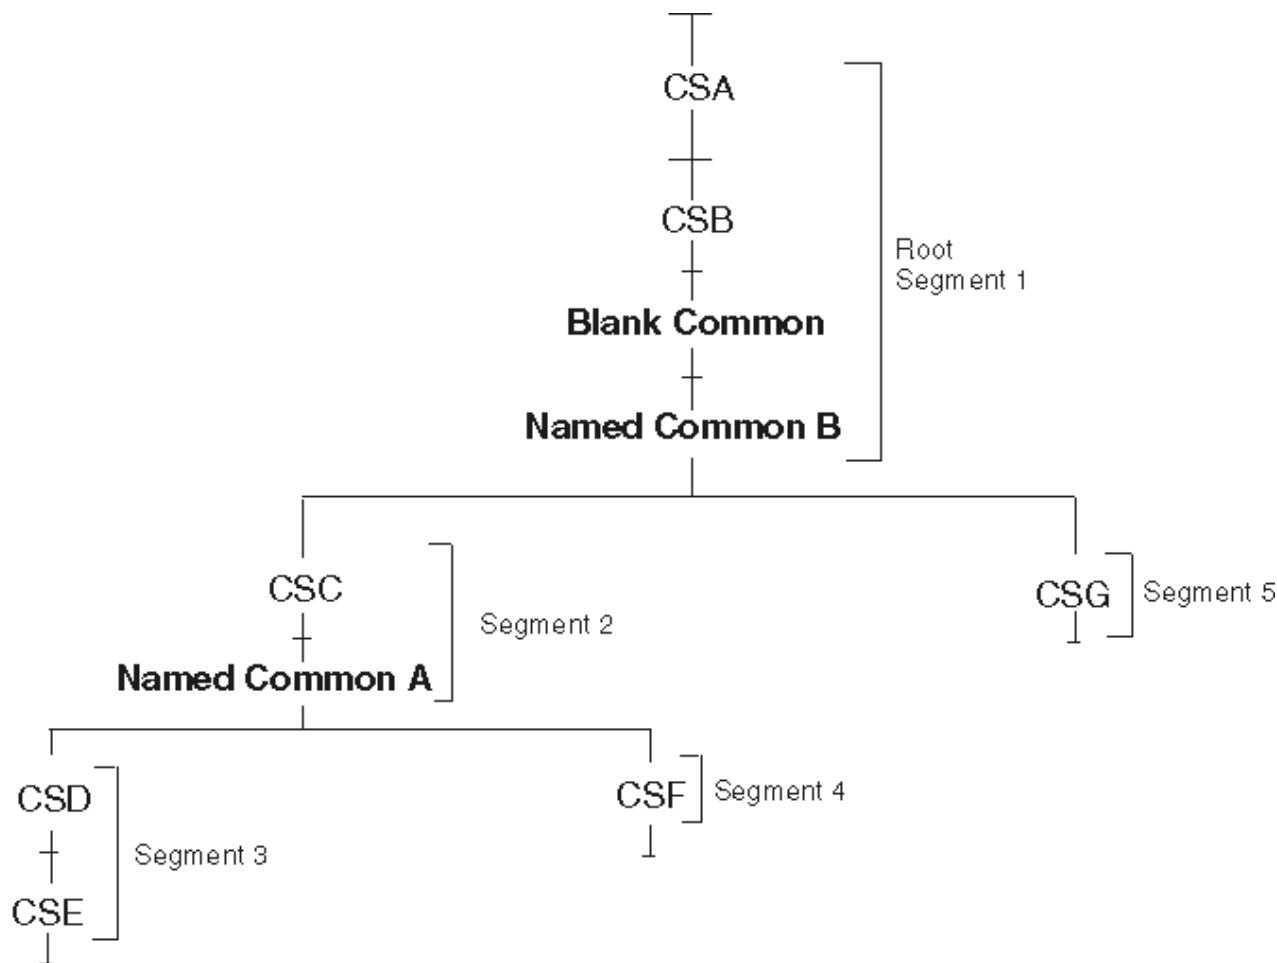 CSA
CSB
Root
Segment 1
Blank Common
Named Common B
CSC
Segment 2
CSG
Segment 5
Named Common A
CSD
CSF
Segment 4
Segment 3
CSE